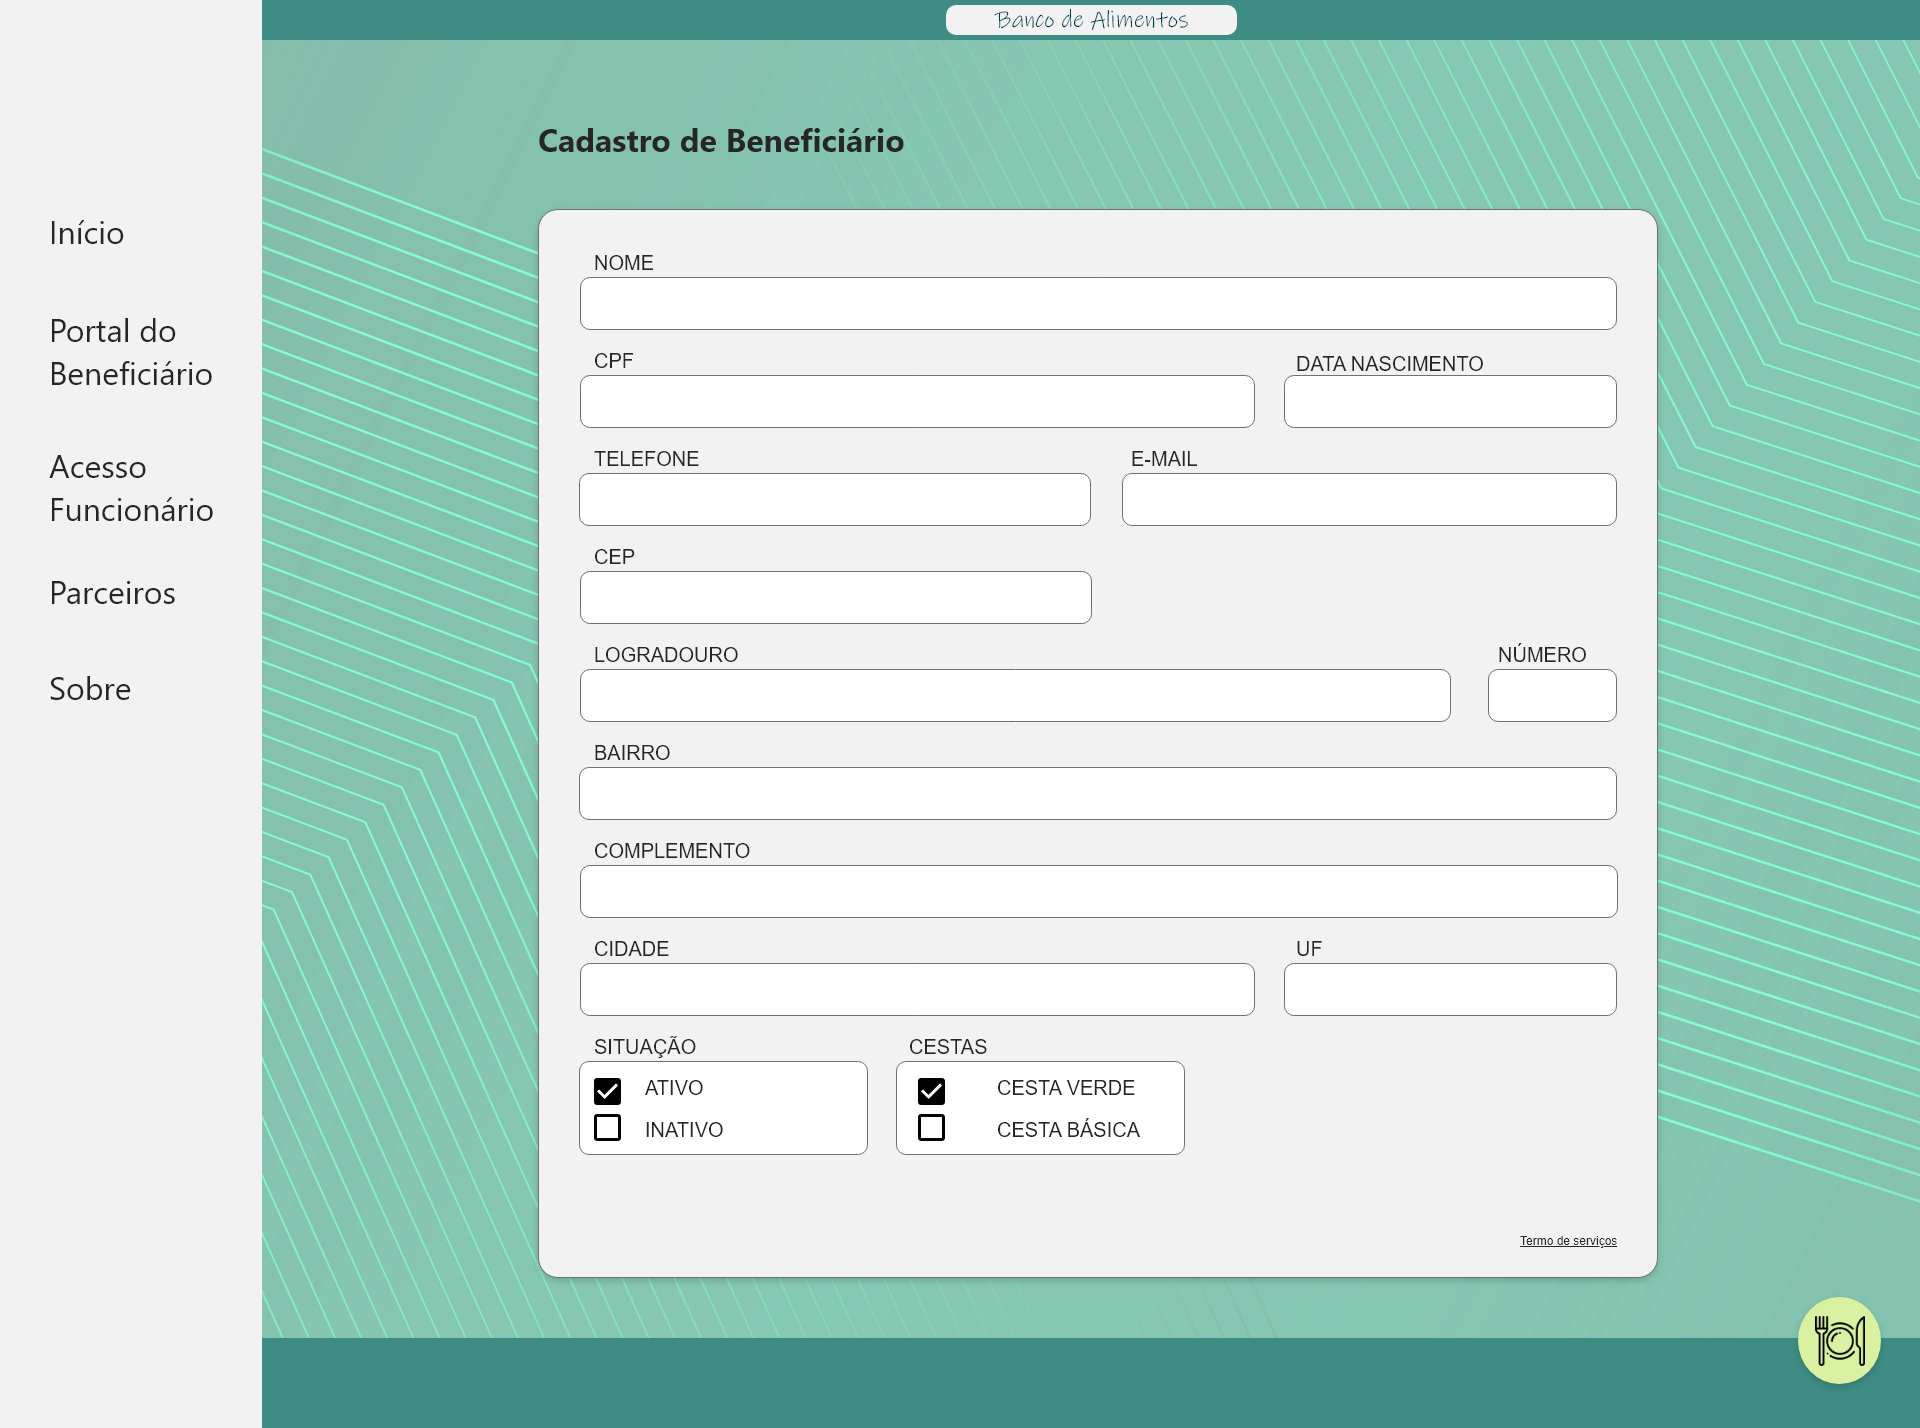 Banco de Alimentos
Início
Portal do
Beneficiário
Acesso
Funcionário
Parceiros
Sobre
Cadastro de Beneficiário
NOME
CPF
DATA NASCIMENTO
TELEFONE
E-MAIL
CEP
LOGRADOURO
NÚMERO
BAIRRO
COMPLEMENTO
CIDADE
UF
SITUAÇÃO
ATIVO
INATIVO
CESTAS
CESTA VERDE
CESTA BÁSICA
Termo de serviços